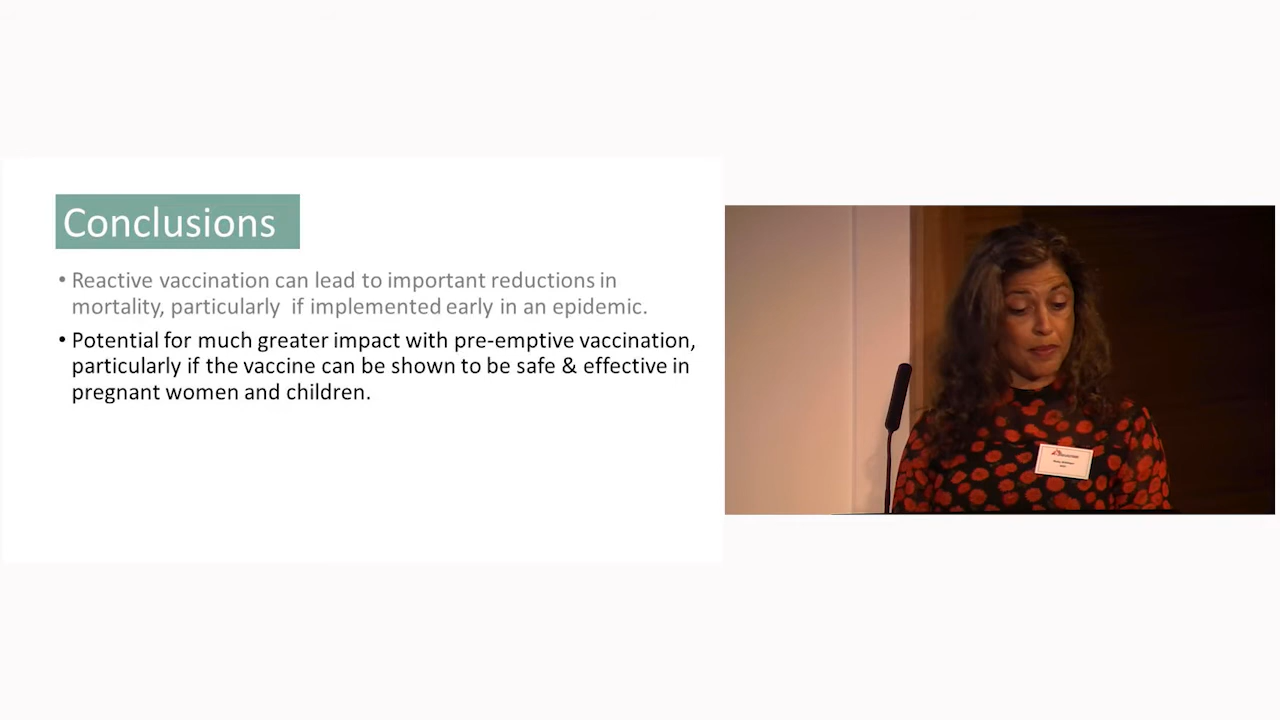 Conclusions
• Reactive vaccination can lead to important reductions in
mortality, particularly if implemented early in an epidemic.
• Potential for much greater impact with pre-emptive vaccination,
particularly if the vaccine can be shown to be safe & effective in
pregnant women and children.